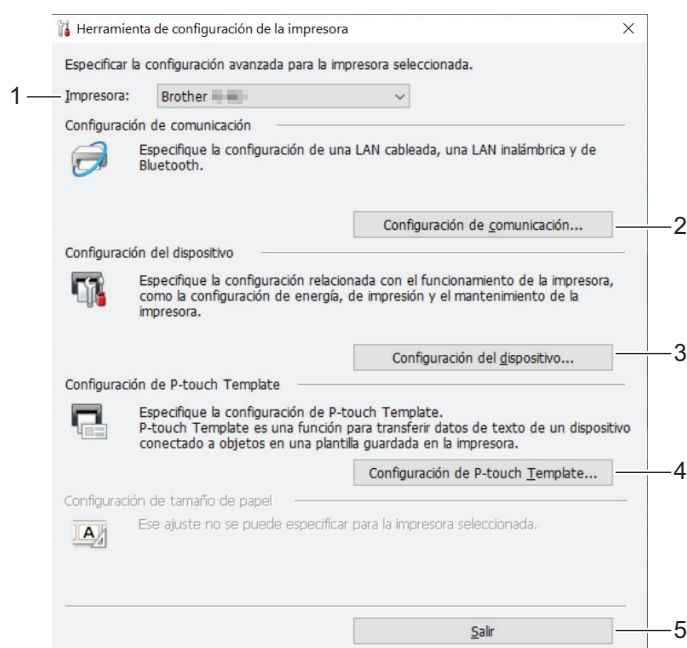 Herramienta de configuración de la impresora
Especificar la configuración avanzada para la impresora seleccionada.
1 Impresora: Brother
Configuración de comunicación
Especifique la configuración de una LAN cableada, una LAN inalámbrica y de
Bluetooth.
Configuración de comunicación... 2
Configuración del dispositivo
Especifique la configuración relacionada con el funcionamiento de la impresora,
como la configuración de energía, de impresión y el mantenimiento de la
impresora.
Configuración del dispositivo... 3
Configuración de P-touch Template
Especifique la configuración de P-touch Template.
P-touch Template es una función para transferir datos de texto de un dispositivo
conectado a objetos en una plantilla guardada en la impresora.
Configuración de P-touch Template... 4
Configuración de tamaño de papel
A
Ese ajuste no se puede especificar para la impresora seleccionada.
Salir 5